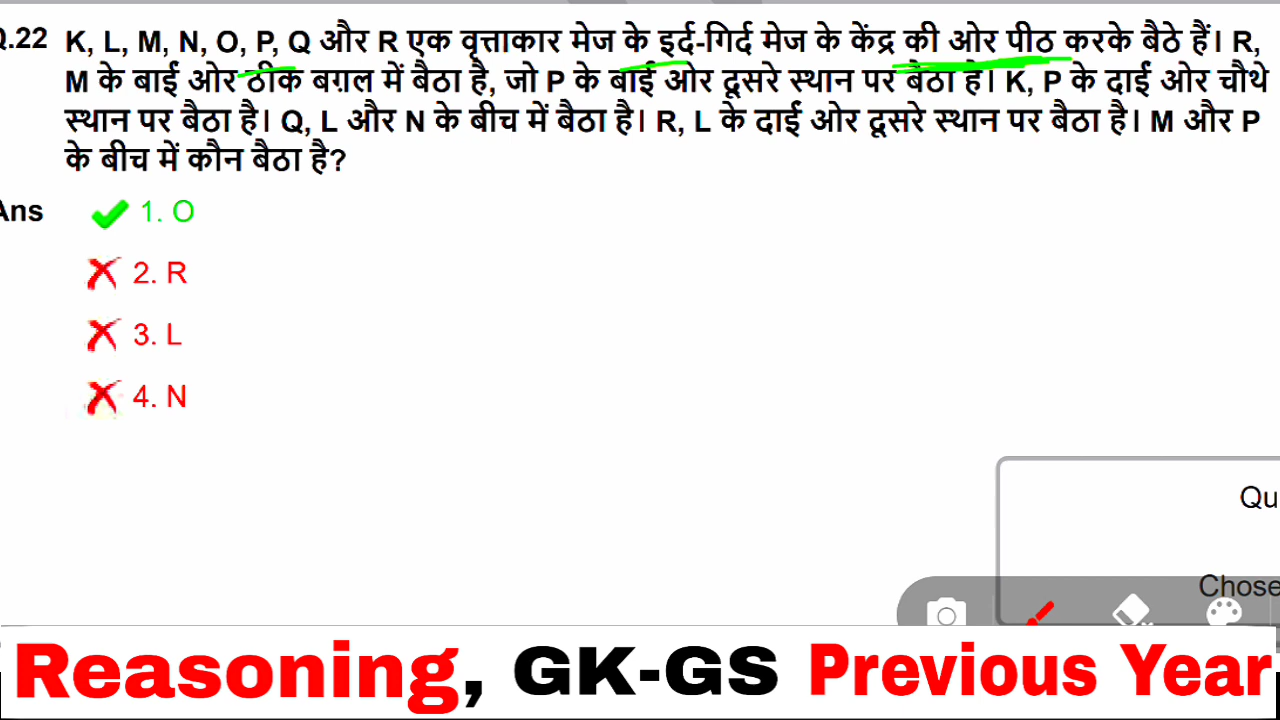 Q.22 K, L, M, N, O, P, Q और R एक वृत्ताकार मेज के इर्द-गिर्द मेज के केंद्र की ओर पीठ करके बैठे हैं। R,
M के बाईं ओर ठीक बग़ल में बैठा है, जो P के बाईं ओर दूसरे स्थान पर बैठा है। K, P के दाईं ओर चौथे
स्थान पर बैठा है। Q, L और N के बीच में बैठा है। R, L के दाईं ओर दूसरे स्थान पर बैठा है। M और P
के बीच में कौन बैठा है?
Ans 1. O
2. R
3. L
4. N
Qu
Chose
Reasoning, GK-GS Previous Year